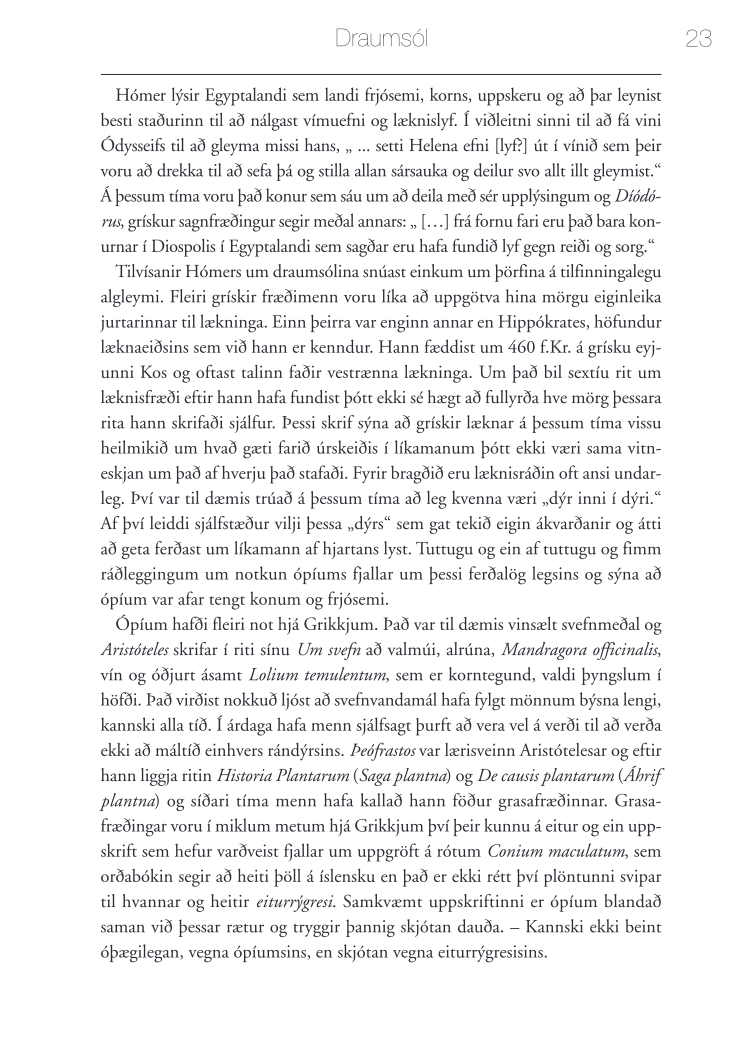 Draumsól 23
Hómer lýsir Egyptalandi sem landi frjósemi, korns, uppskeru og að þar leynist
besti staðurinn til að nálgast vímuefni og læknislyf. Í viðleitni sinni til að fá vini
Ódysseifs til að gleyma missi hans, „ ... setti Helena efni [lyf?] út í vínið sem þeir
voru að drekka til að sefa þá og stilla allan sársauka og deilur svo allt illt gleymist.“
Á þessum tíma voru það konur sem sáu um að deila með sér upplýsingum og Díódó-
rus, grískur sagnfræðingur segir meðal annars: „ […] frá fornu fari eru það bara kon-
urnar í Diospolis í Egyptalandi sem sagðar eru hafa fundið lyf gegn reiði og sorg.“
Tilvísanir Hómers um draumsólina snúast einkum um þörfina á tilfinningalegu
algleymi. Fleiri grískir fræðimenn voru líka að uppgötva hina mörgu eiginleika
jurtarinnar til lækninga. Einn þeirra var enginn annar en Hippókrates, höfundur
læknaeiðsins sem við hann er kenndur. Hann fæddist um 460 f.Kr. á grísku eyj-
unni Kos og oftast talinn faðir vestrænna lækninga. Um það bil sextíu rit um
læknisfræði eftir hann hafa fundist þótt ekki sé hægt að fullyrða hve mörg þessara
rita hann skrifaði sjálfur. Þessi skrif sýna að grískir læknar á þessum tíma vissu
heilmikið um hvað gæti farið úrskeiðis í líkamanum þótt ekki væri sama vitn-
eskjan um það af hverju það stafaði. Fyrir bragðið eru læknisráðin oft ansi undar-
leg. Því var til dæmis trúað á þessum tíma að leg kvenna væri „dýr inni í dýri.“
Af því leiddi sjálfstæður vilji þessa „dýrs“ sem gat tekið eigin ákvarðanir og átti
að geta ferðast um líkamann af hjartans lyst. Tuttugu og ein af tuttugu og fimm
ráðleggingum um notkun ópíums fjallar um þessi ferðalög legsins og sýna að
ópíum var afar tengt konum og frjósemi.
Ópíum hafði fleiri not hjá Grikkjum. Það var til dæmis vinsælt svefnmeðal og
Aristóteles skrifar í riti sínu Um svefn að valmúi, alrúna, Mandragora officinalis,
vín og óðjurt ásamt Lolium temulentum, sem er korntegund, valdi þyngslum í
höfði. Það virðist nokkuð ljóst að svefnvandamál hafa fylgt mönnum býsna lengi,
kannski alla tíð. Í árdaga hafa menn sjálfsagt þurft að vera vel á verði til að verða
ekki að máltíð einhvers rándýrsins. Þeófrastos var lærisveinn Aristótelesar og eftir
hann liggja ritin Historia Plantarum (Saga plantna) og De causis plantarum (Áhrif
plantna) og síðari tíma menn hafa kallað hann föður grasafræðinnar. Grasa-
fræðingar voru í miklum metum hjá Grikkjum því þeir kunnu á eitur og ein upp-
skrift sem hefur varðveist fjallar um uppgröft á rótum Conium maculatum, sem
orðabókin segir að heiti þöll á íslensku en það er ekki rétt því plöntunni svipar
til hvannar og heitir eiturrýgresi. Samkvæmt uppskriftinni er ópíum blandað
saman við þessar rætur og tryggir þannig skjótan dauða. – Kannski ekki beint
óþægilegan, vegna ópíumsins, en skjótan vegna eiturrýgresisins.